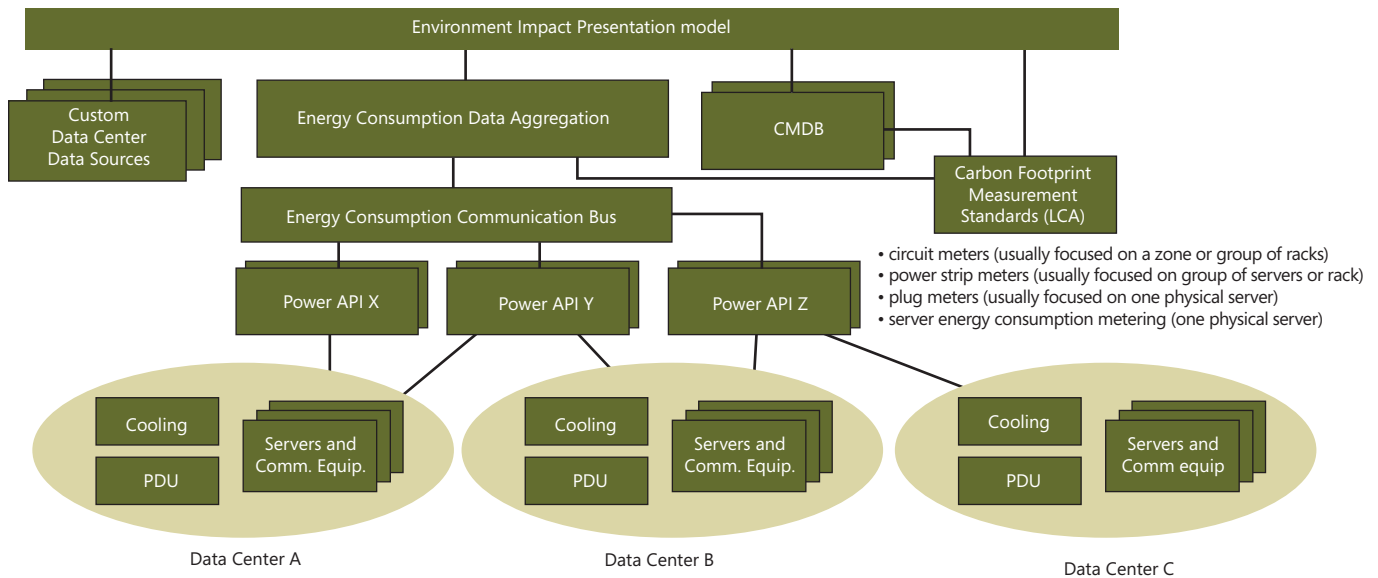 Environment Impact Presentation model
Custom
Data Center
Data Sources
Energy Consumption Data Aggregation
CMDB
Carbon Footprint
Measurement
Standards (LCA)
Energy Consumption Communication Bus
• circuit meters (usually focused on a zone or group of racks)
• power strip meters (usually focused on group of servers or rack)
• plug meters (usually focused on one physical server)
• server energy consumption metering (one physical server)
Power API X
Power API Y
Power API Z
Cooling
PDU
Servers and
Comm. Equip.
Cooling
PDU
Servers and
Comm. Equip.
Cooling
PDU
Servers and
Comm equip
Data Center A
Data Center B
Data Center C